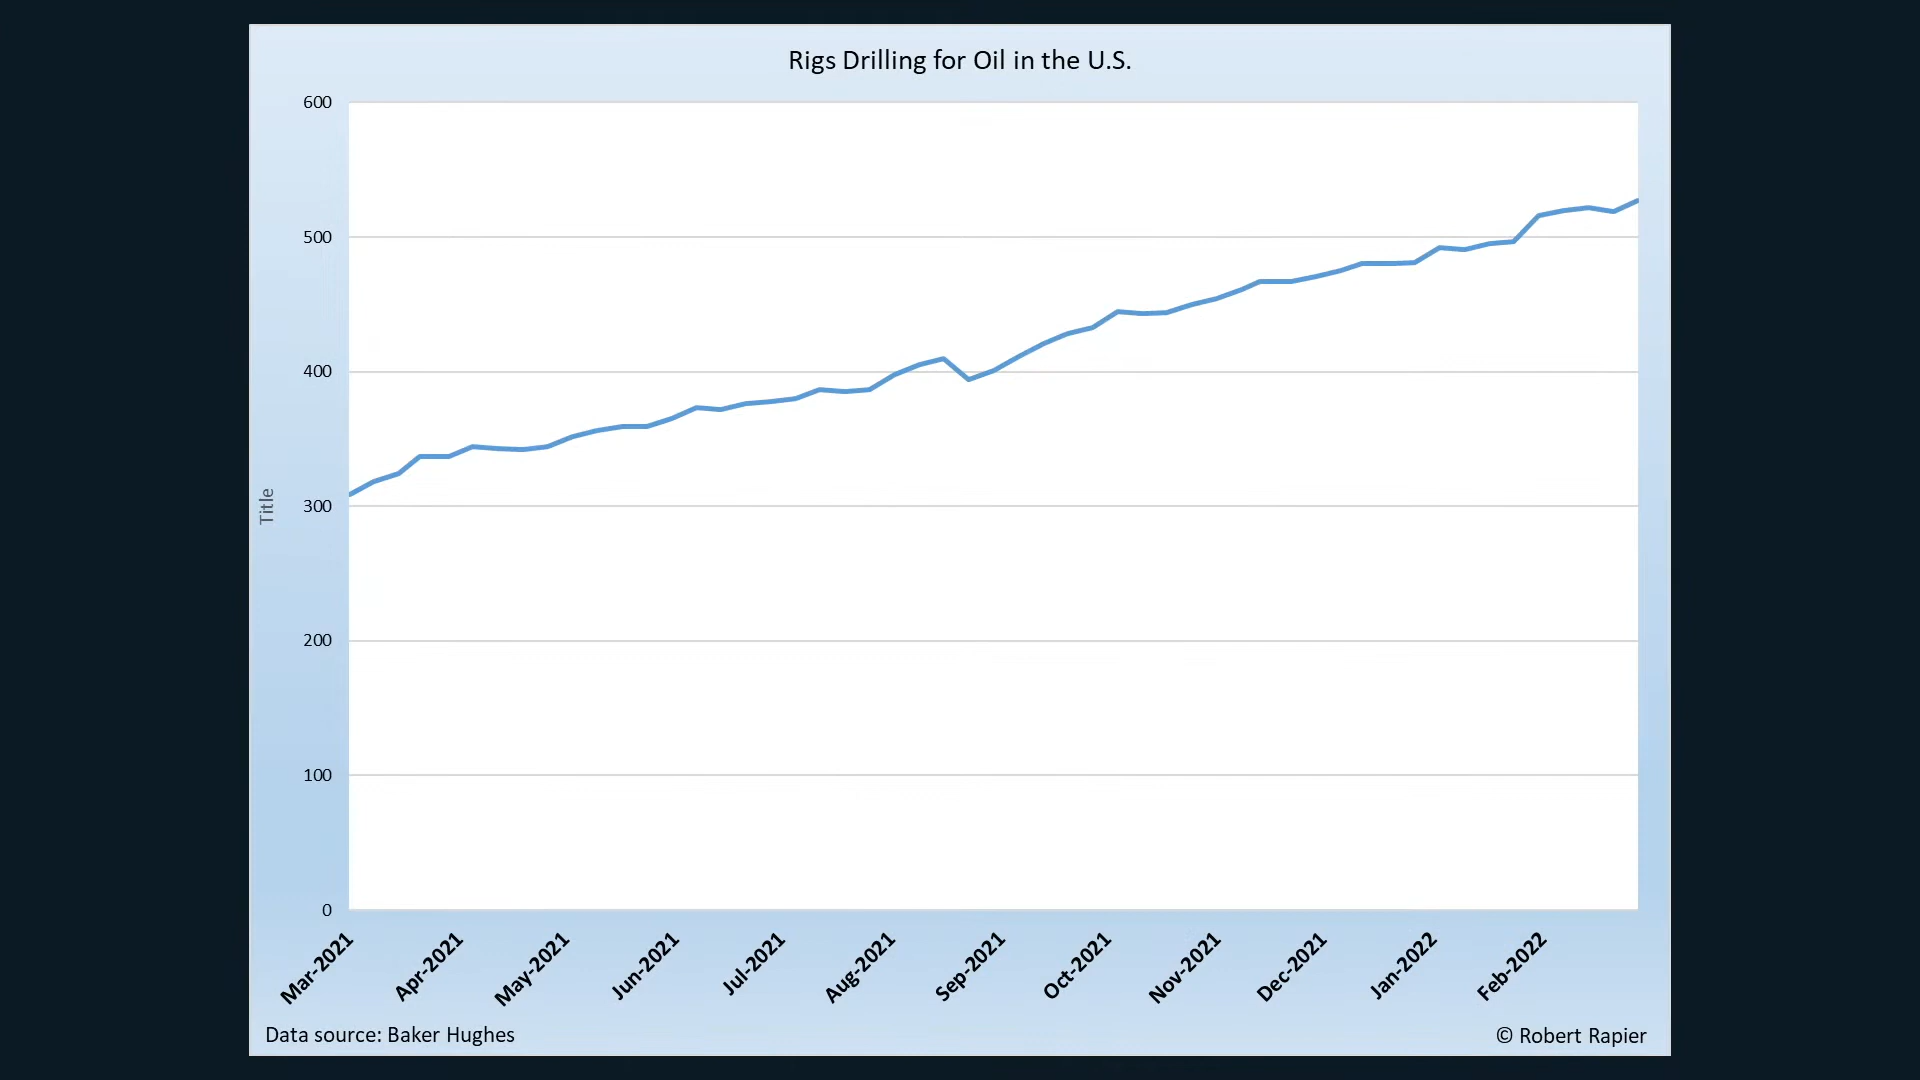 Rigs Drilling for Oil in the U.S.
600
500
400
300
200
100
0
Title
Mar-2021
Apr-2021
May-2021
Jun-2021
Jul-2021
Aug-2021
Sep-2021
Oct-2021
Nov-2021
Dec-2021
Jan-2022
Feb-2022
Data source: Baker Hughes
© Robert Rapier